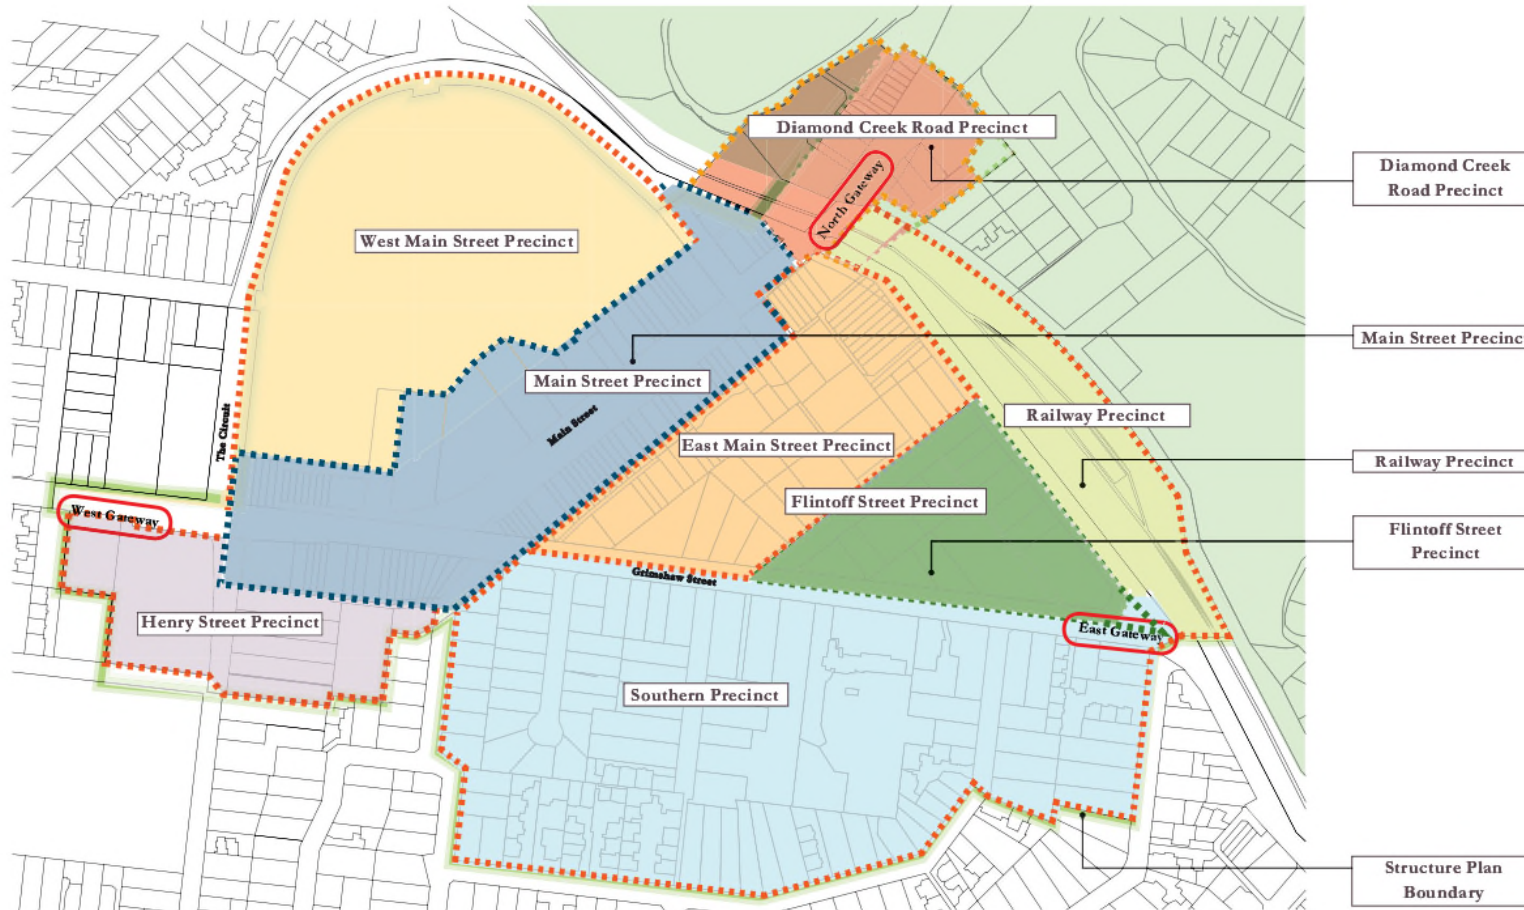 Diamond Creek Road Precinct
North Gateway
Diamond Creek
Road Precinct
West Main Street Precinct
Main Street Precinct
Main Street Precinc
Main Street
The Circuit
East Main Street Precinct
Railway Precinct
Railway Precinct
Flintoff Street Precinct
West Gateway
Flintoff Street
Precinct
Grimshaw Street
Henry Street Precinct
East Gateway
Southern Precinct
Structure Plan
Boundary